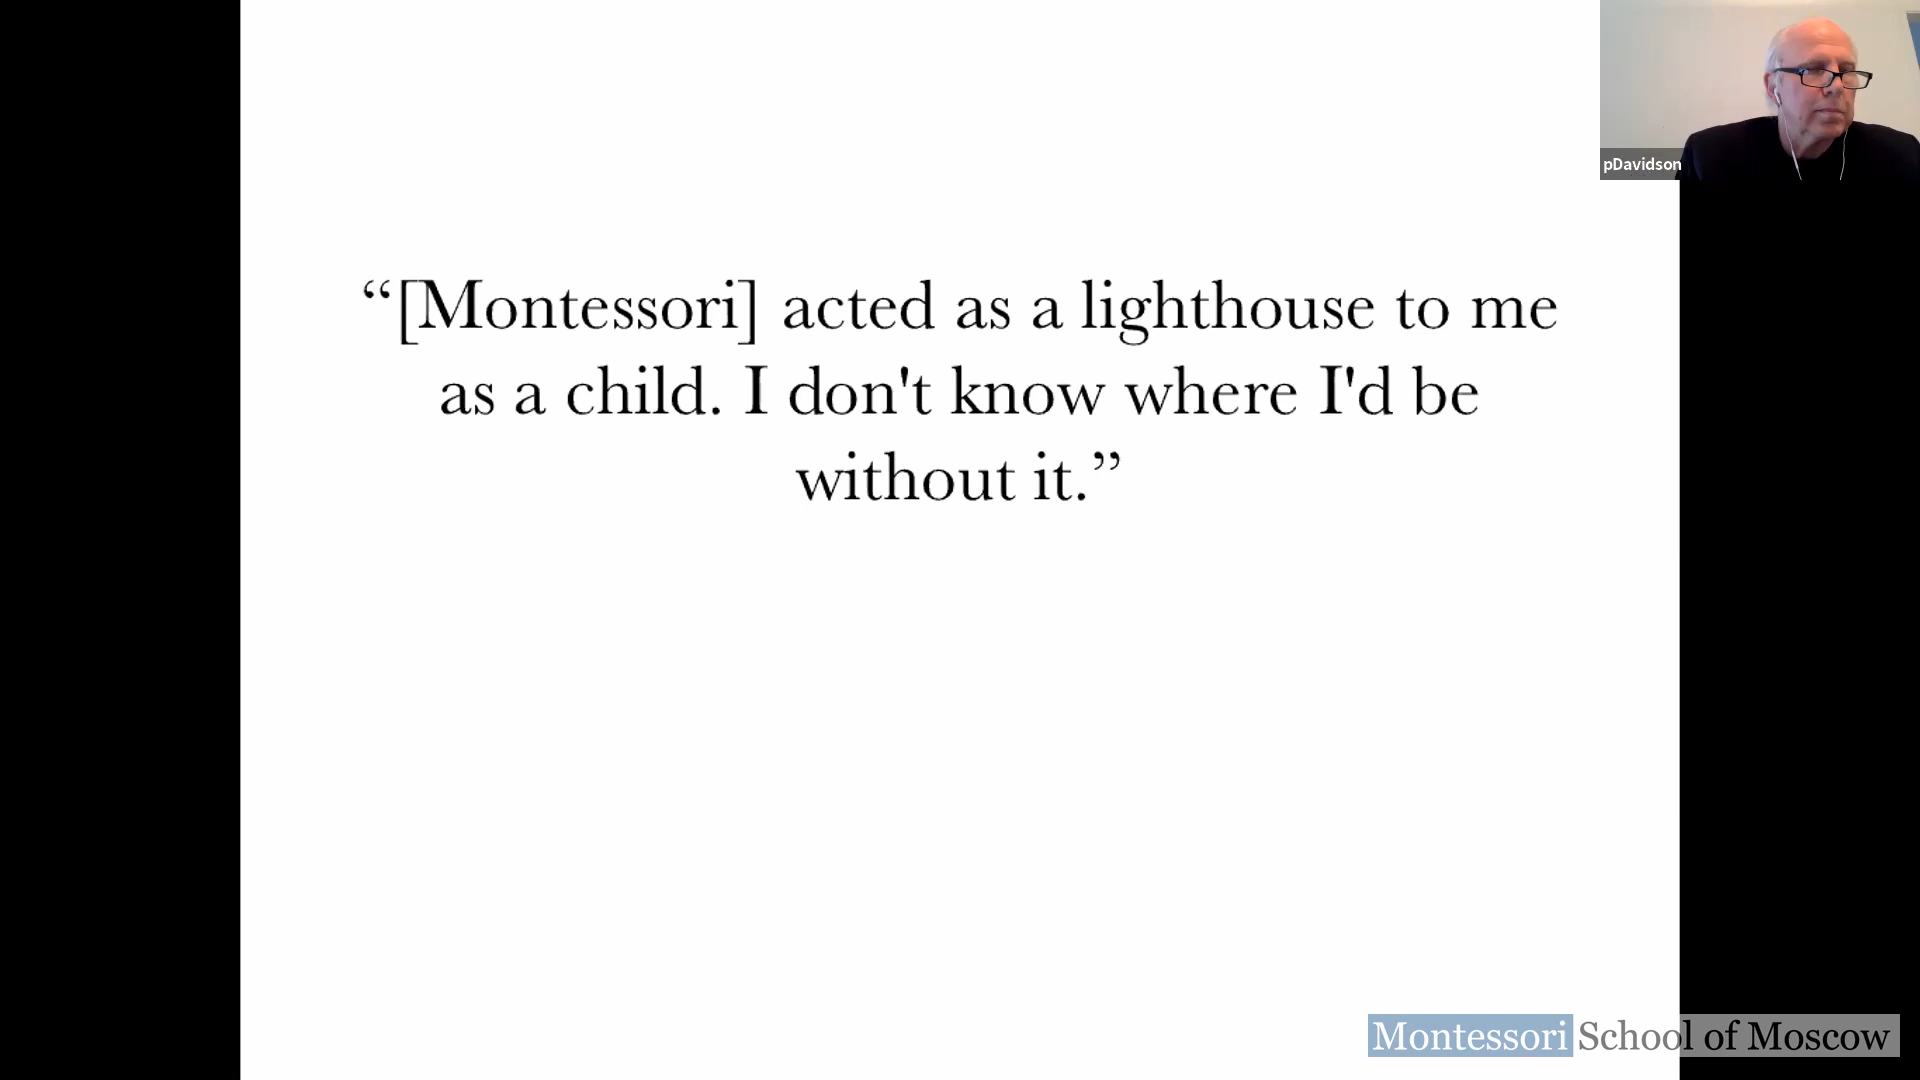 pDavidson
“[Montessori] acted as a lighthouse to me
as a child. I don't know where I'd be
without it.”
Montessori School of Moscow